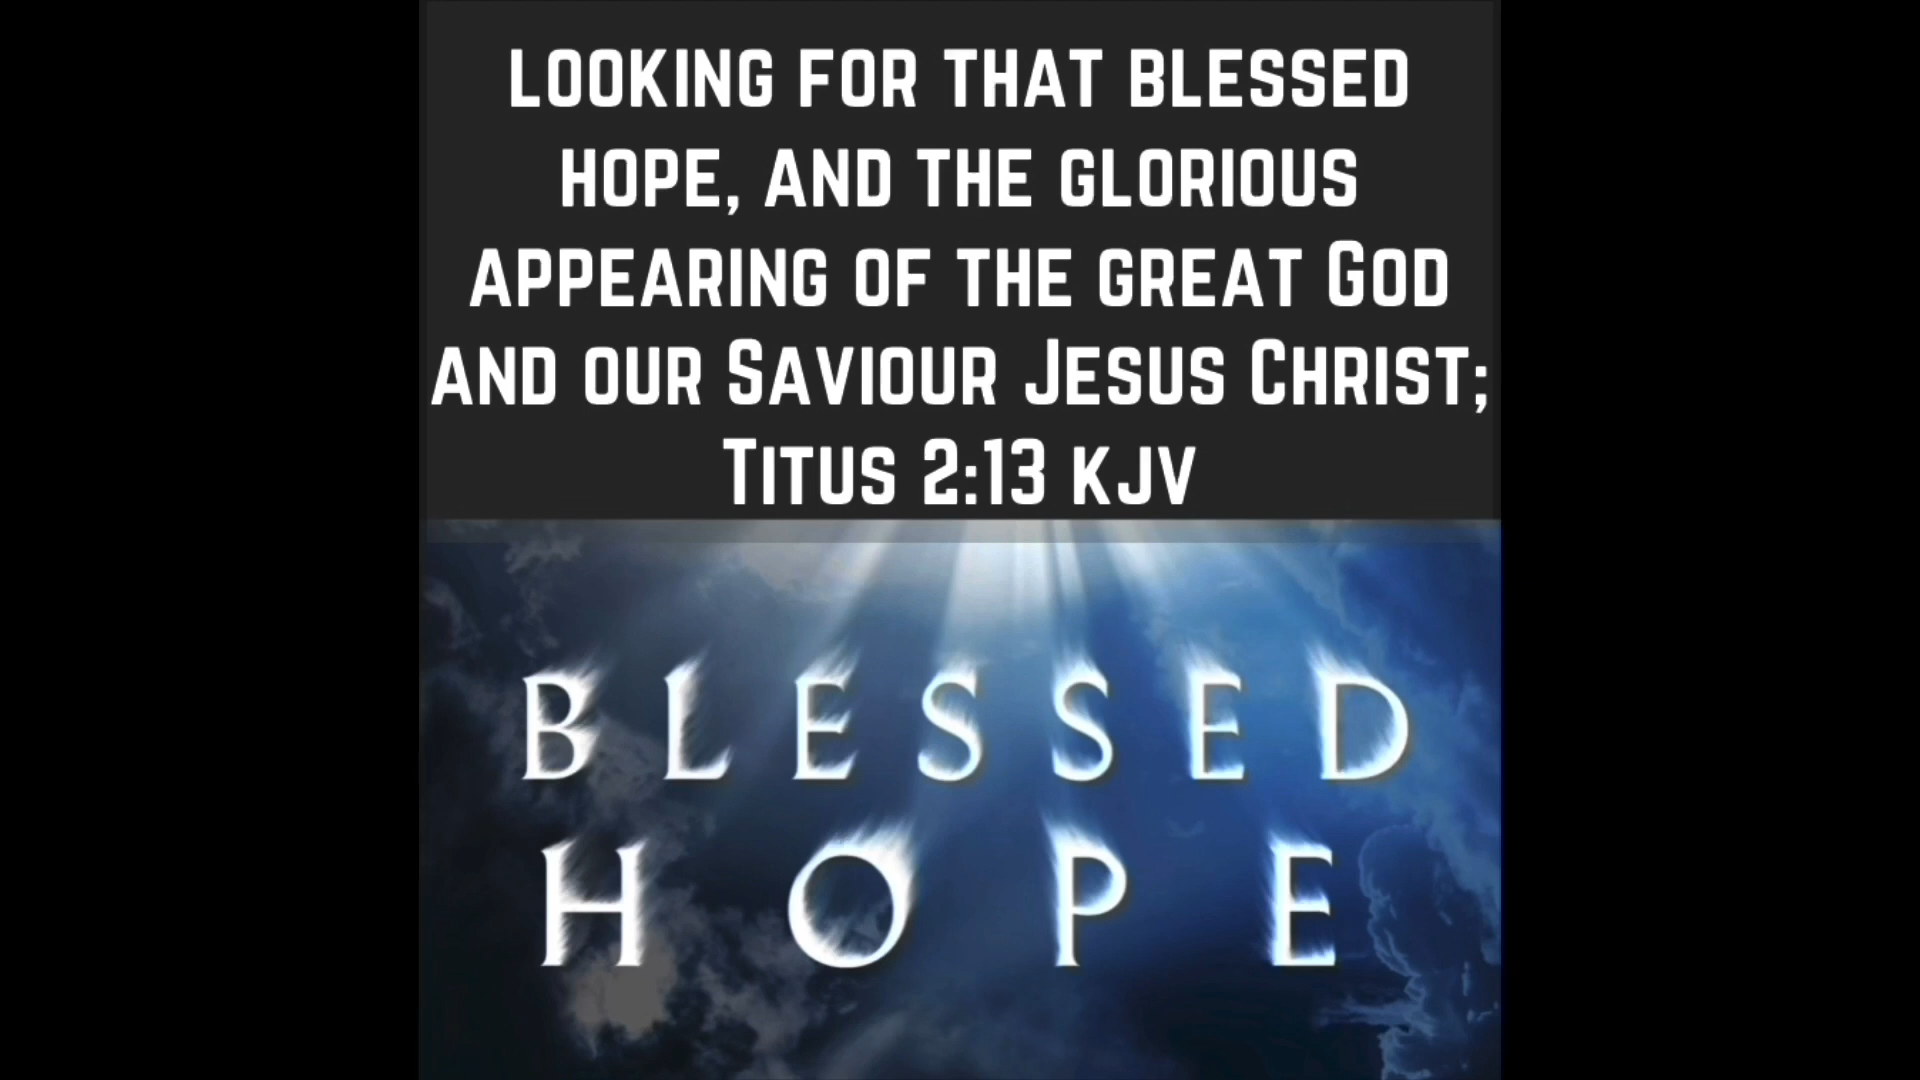 LOOKING FOR THAT BLESSED
HOPE, AND THE GLORIOUS
APPEARING OF THE GREAT GOD
AND OUR SAVIOUR JESUS CHRIST;
TITUS 2:13 KJV
BLESSED
HOPE